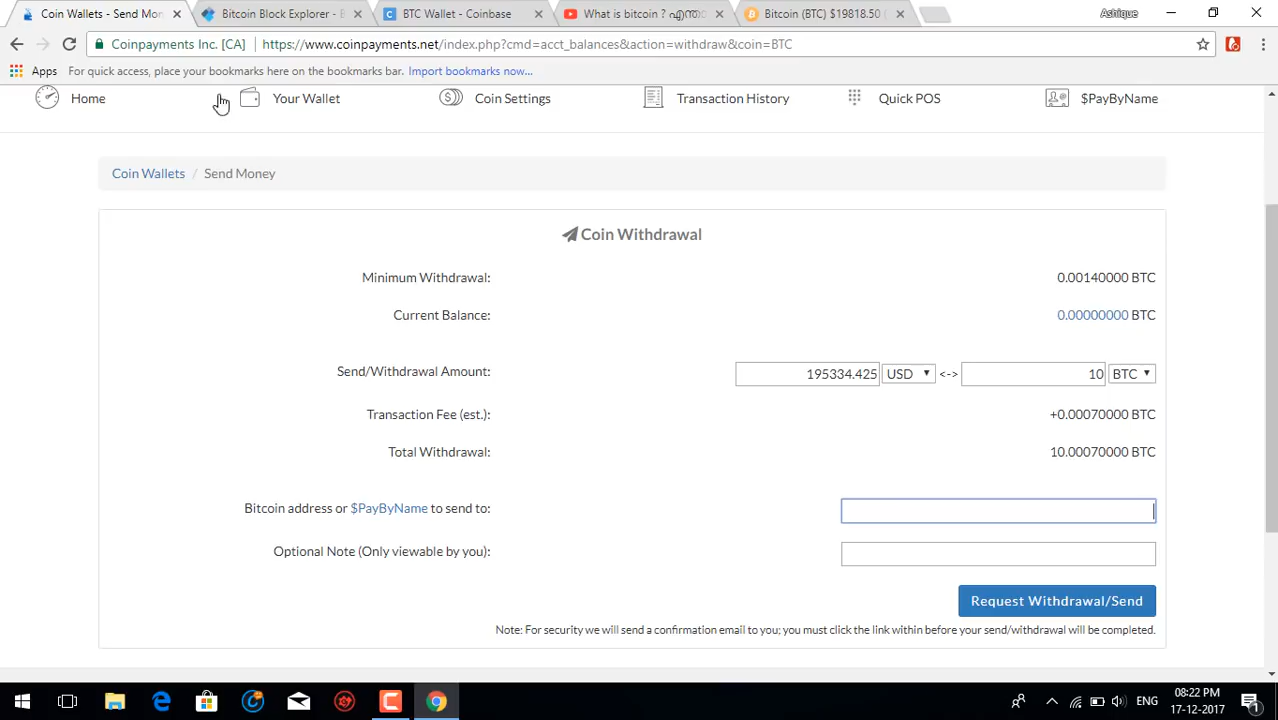 Coin Wallets - Send Mon
Bitcoin Block Explorer - B
BTC Wallet - Coinbase
What is bitcoin ?
Bitcoin (BTC) $19818.50 (
Ashique
Coinpayments Inc. [CA]
https://www.coinpayments.net/index.php?cmd=acct_balances&action=withdraw&coin=BTC
Apps
For quick access, place your bookmarks here on the bookmarks bar. Import bookmarks now...
Home
Your Wallet
Coin Settings
Transaction History
Quick POS
$PayByName
Coin Wallets / Send Money
Coin Withdrawal
Minimum Withdrawal: 0.00140000 BTC
Current Balance: 0.00000000 BTC
Send/Withdrawal Amount: 195334.425 USD <-> 10 BTC
Transaction Fee (est.): +0.00070000 BTC
Total Withdrawal: 10.00070000 BTC
Bitcoin address or $PayByName to send to:
Optional Note (Only viewable by you):
Request Withdrawal/Send
Note: For security we will send a confirmation email to you; you must click the link within before your send/withdrawal will be completed.
ENG
08:22 PM
17-12-2017
1